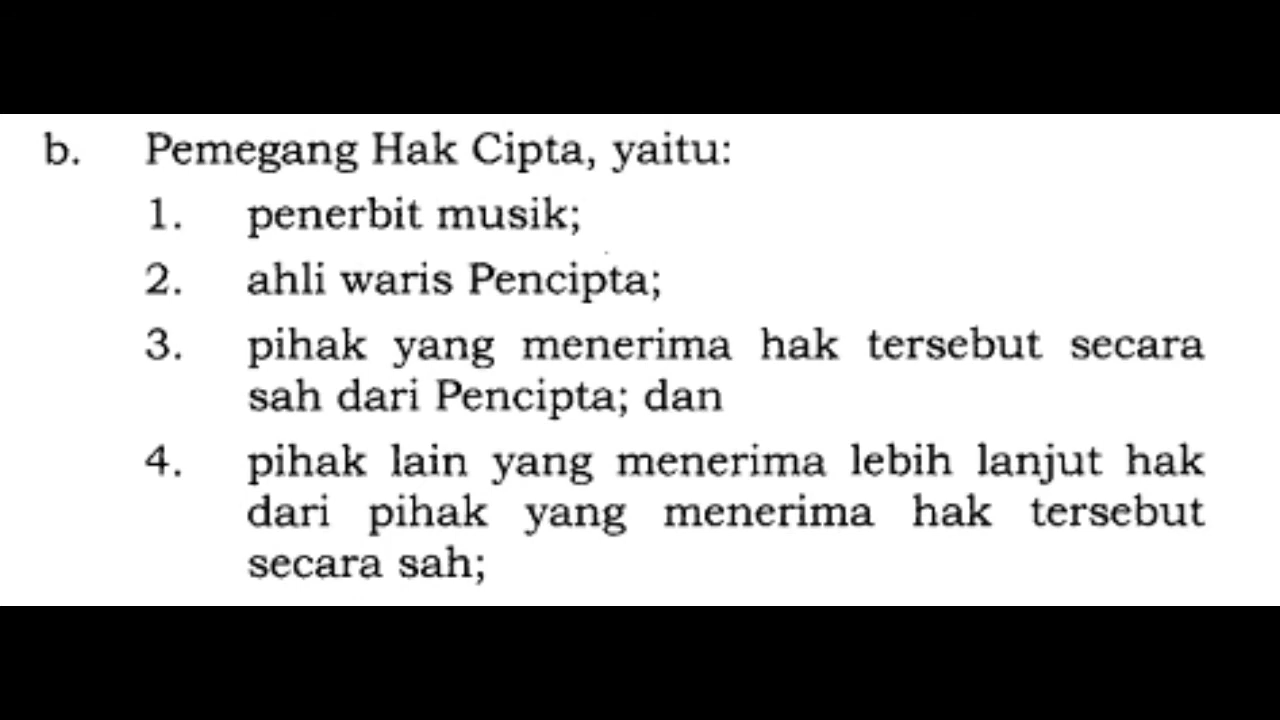 b. Pemegang Hak Cipta, yaitu:
1. penerbit musik;
2. ahli waris Pencipta;
3. pihak yang menerima hak tersebut secara
sah dari Pencipta; dan
4. pihak lain yang menerima lebih lanjut hak
dari pihak yang menerima hak tersebut
secara sah;